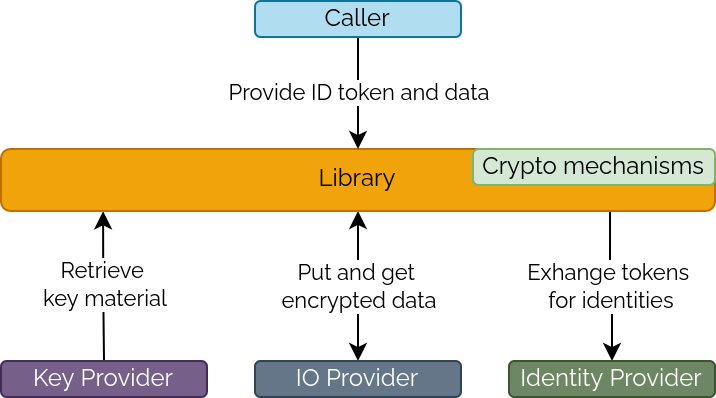 Caller
Provide ID token and data
Crypto mechanisms
Library
Retrieve
key material
Put and get
encrypted data
Exhange tokens
for identities
Key Provider
IO Provider
Identity Provider